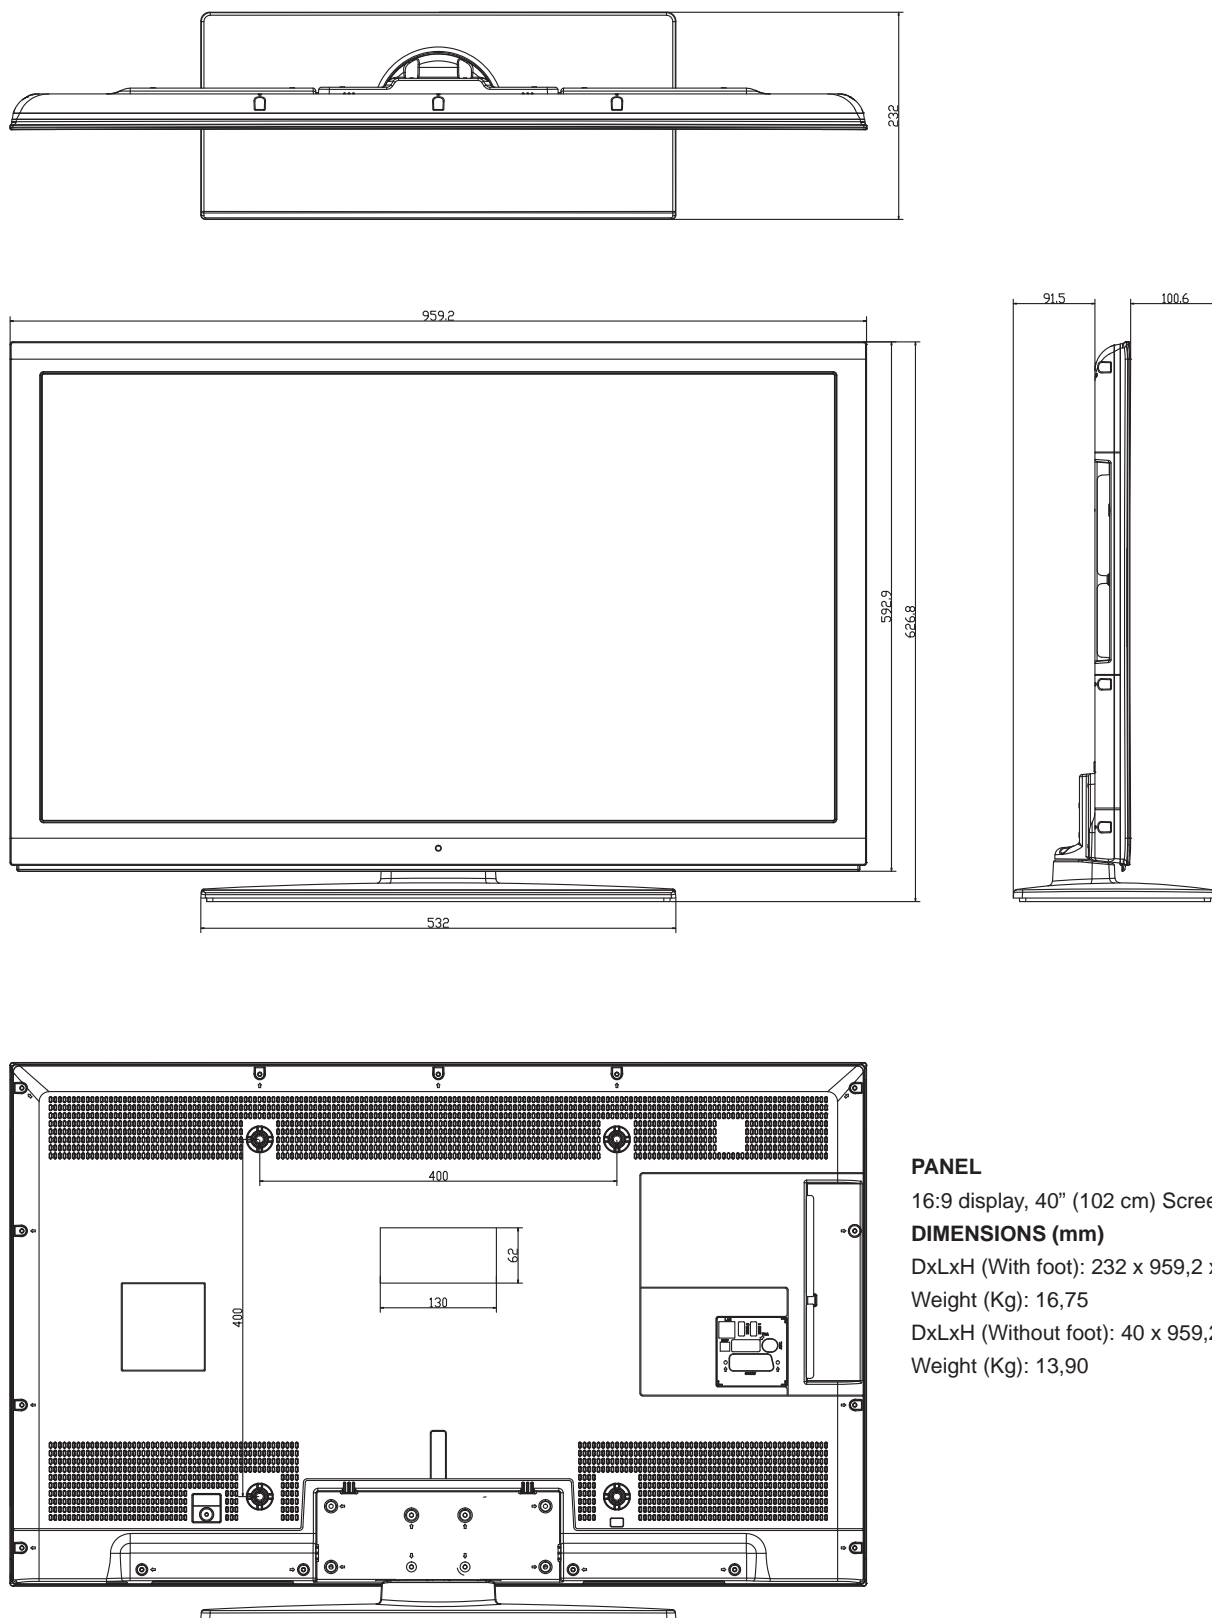 232
959.2
91.5
100.6
592.9
626.8
532
400
62
130
400
PANEL
16:9 display, 40” (102 cm)
DIMENSIONS (mm)
DxLxH (With foot): 232 x 959,2 x
Weight (Kg): 16,75
DxLxH (Without foot): 40 x 959,2
Weight (Kg): 13,90